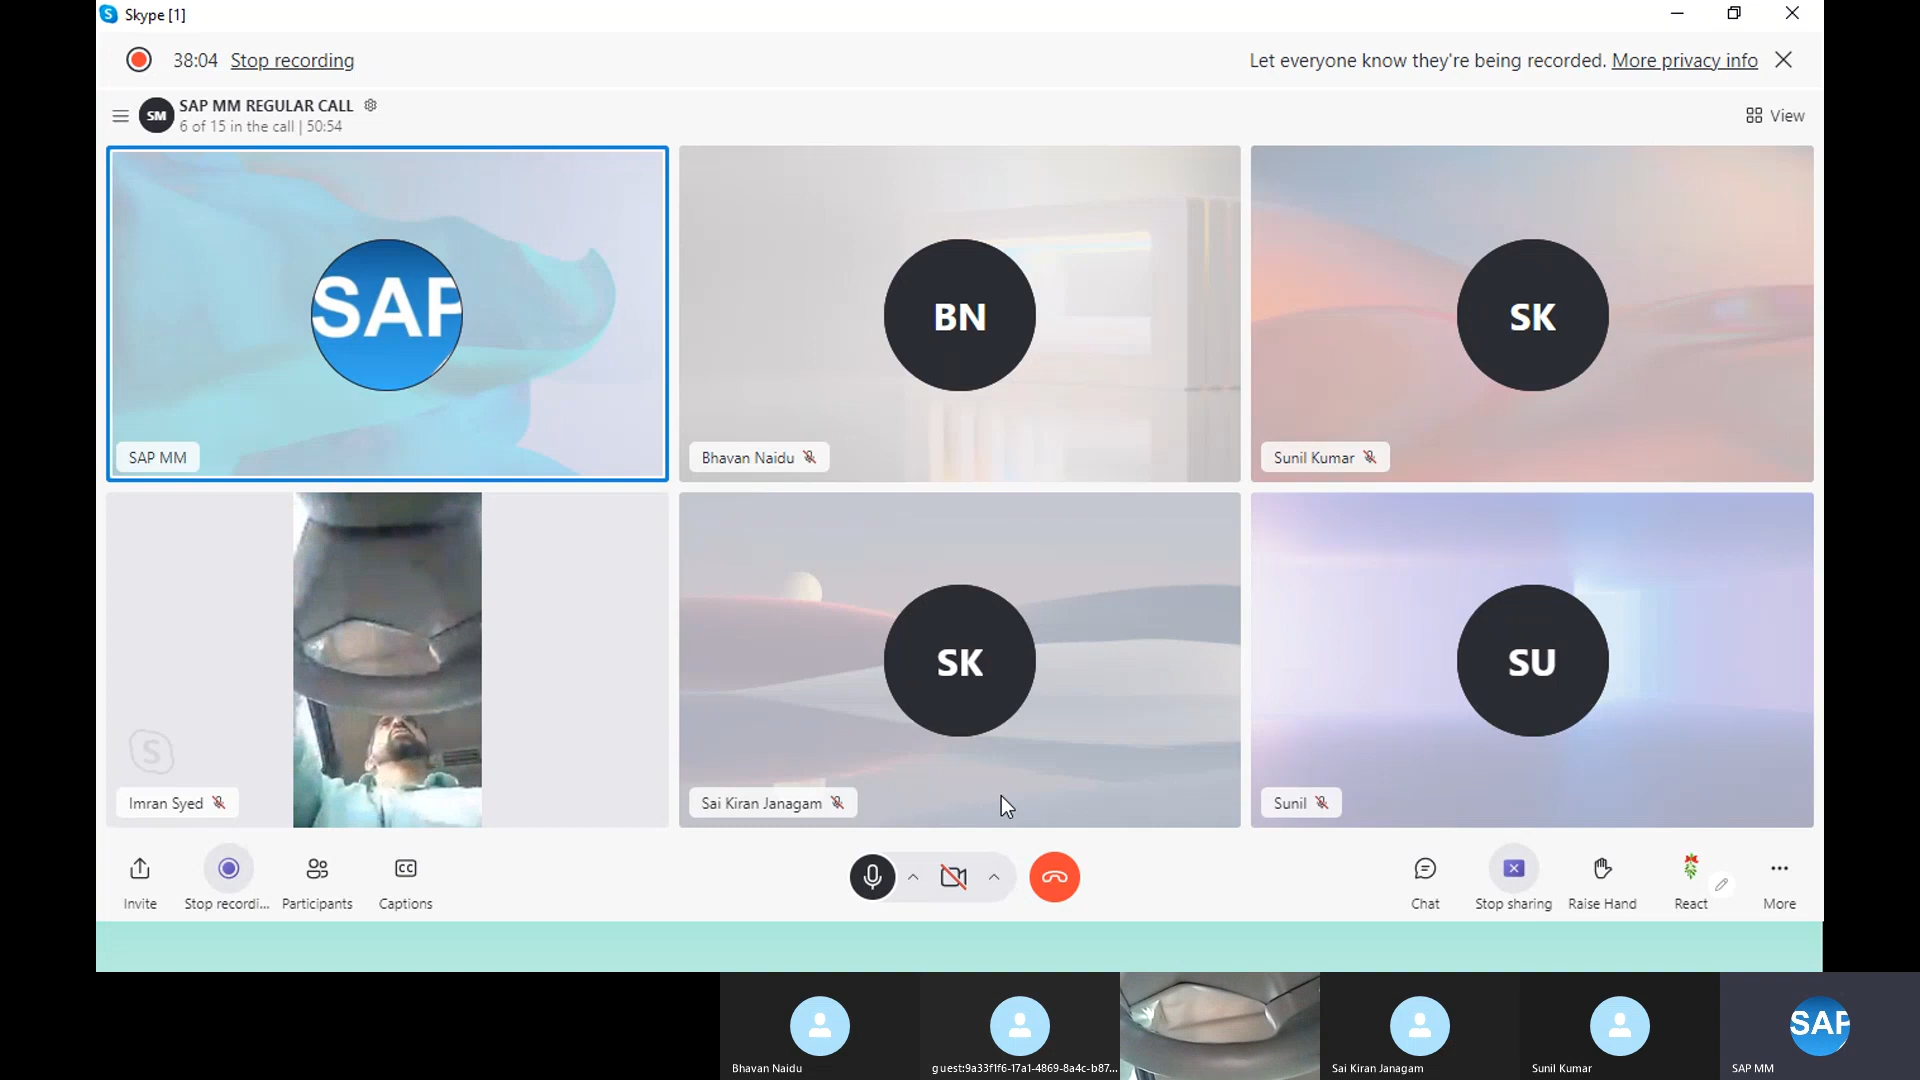 Skype [1]
38:04 Stop recording
Let everyone know they're being recorded. More privacy info
SM
SAP MM REGULAR CALL
6 of 15 in the call | 50:54
View
SAP
SAP MM
BN
Bhavan Naidu
SK
Sunil Kumar
Imran Syed
SK
Sai Kiran Janagam
SU
Sunil
Invite
Stop recordi...
Participants
CC
Captions
Chat
Stop sharing
Raise Hand
React
More
Bhavan Naidu
guest:9a33f1f6-17a1-4869-8a4c-b87...
Sai Kiran Janagam
Sunil Kumar
SAP
SAP MM